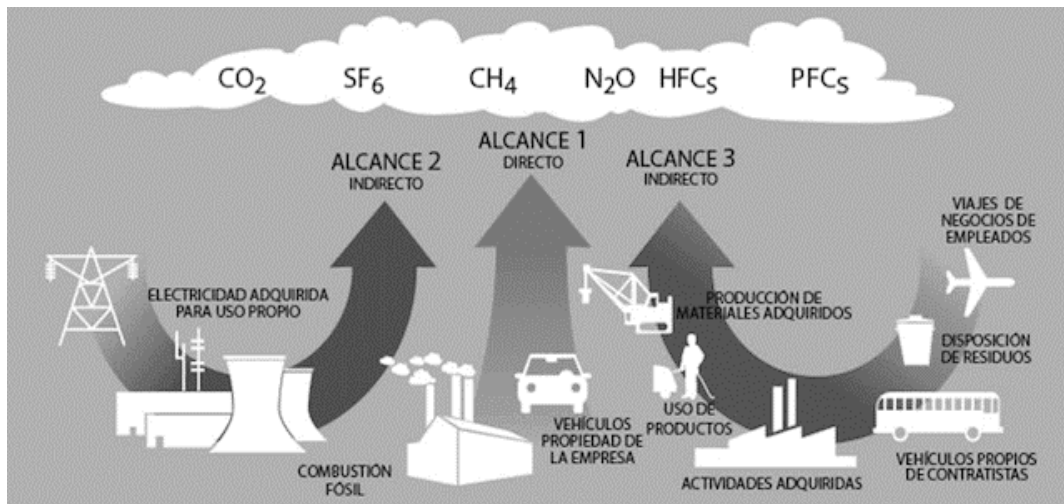 CO₂ SF₆ CH₄ N₂O HFCS PFCS
ALCANCE 1
DIRECTO
ALCANCE 2
INDIRECTO
ALCANCE 3
INDIRECTO
VIAJES DE
NEGOCIOS DE
EMPLEADOS
ELECTRICIDAD ADQUIRIDA
PARA USO PROPIO
PRODUCCIÓN DE
MATERIALES ADQUIRIDOS
DISPOSICIÓN
DE RESIDUOS
USO DE
PRODUCTOS
VEHÍCULOS
PROPIEDAD DE
LA EMPRESA
COMBUSTIÓN
FÓSIL
ACTIVIDADES ADQUIRIDAS
VEHÍCULOS PROPIOS
DE CONTRATISTAS